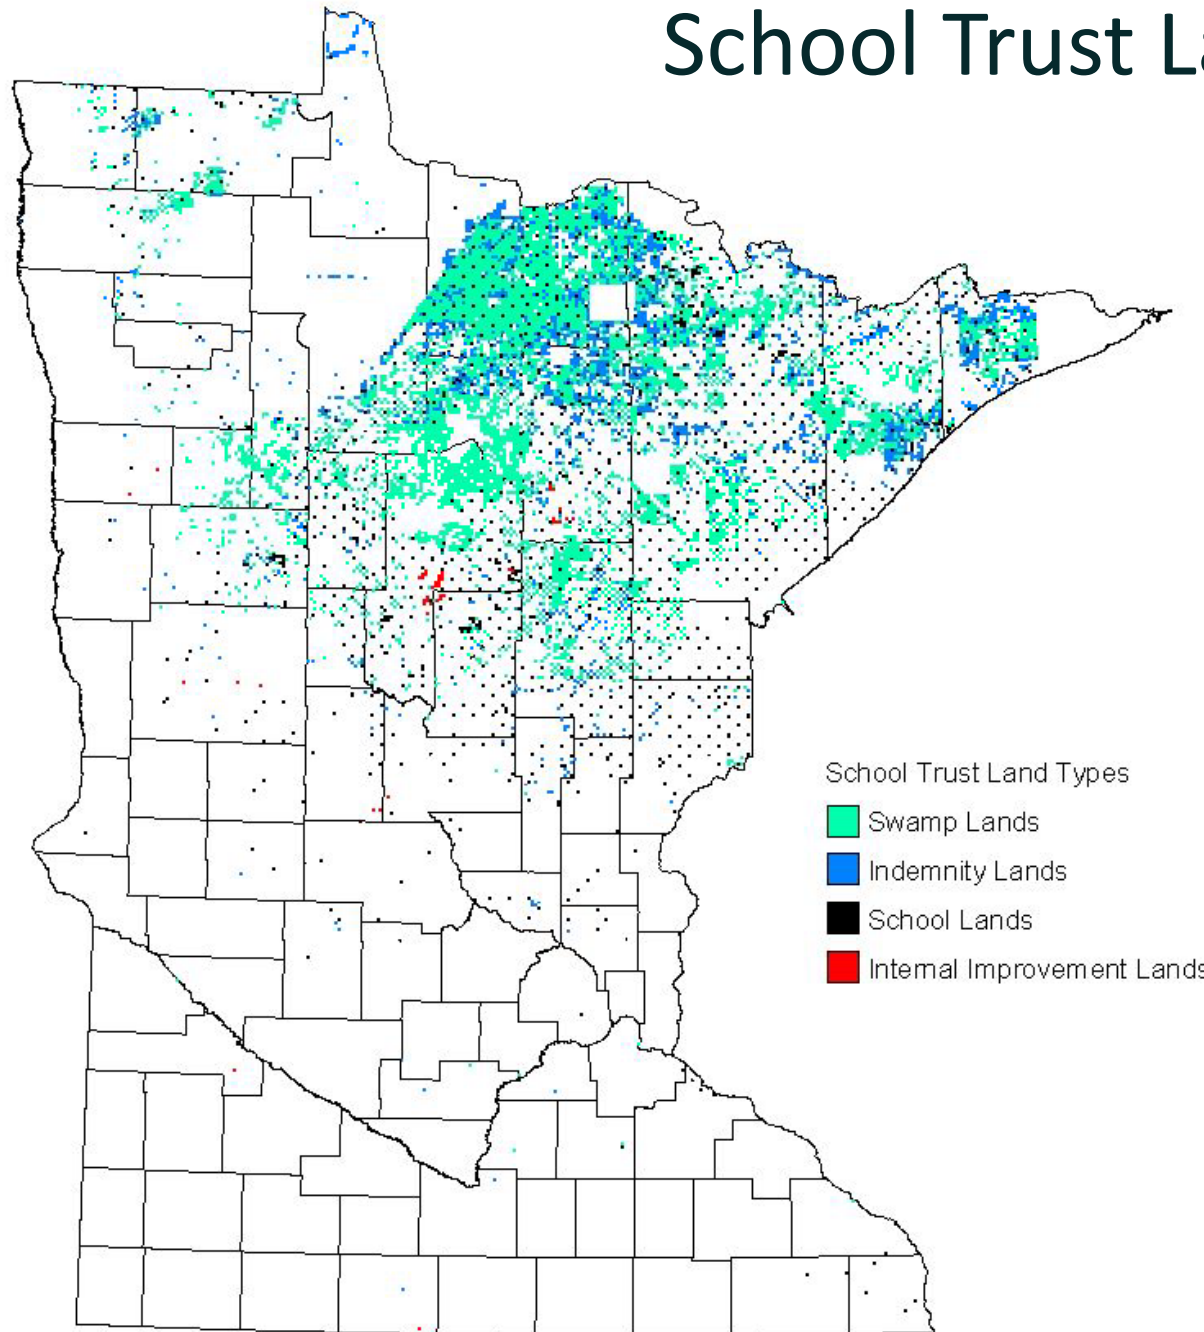 School Trust La
School Trust Land Types
Swamp Lands
Indemnity Lands
School Lands
Internal Improvement Lands